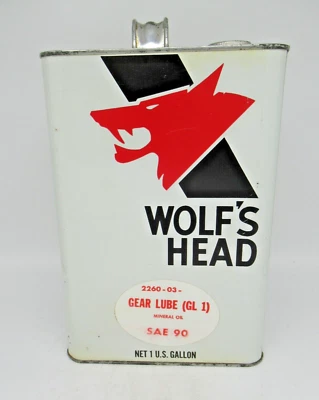 WOLF'S
HEAD
2260-03-
GEAR LUBE (GL 1)
MINERAL OIL
SAE 90
NET 1 U.S. GALLON